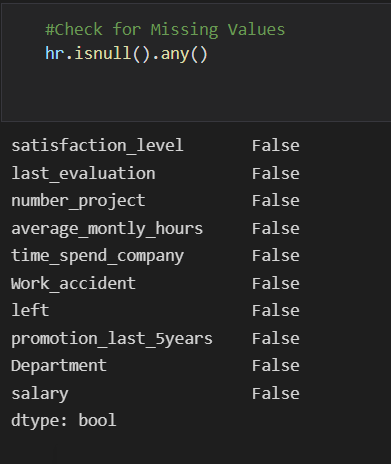 #Check for Missing Values
hr.isnull().any()
satisfaction_level False
last_evaluation False
number_project False
average_montly_hours False
time_spend_company False
Work_accident False
left False
promotion_last_5years False
Department False
salary False
dtype: bool